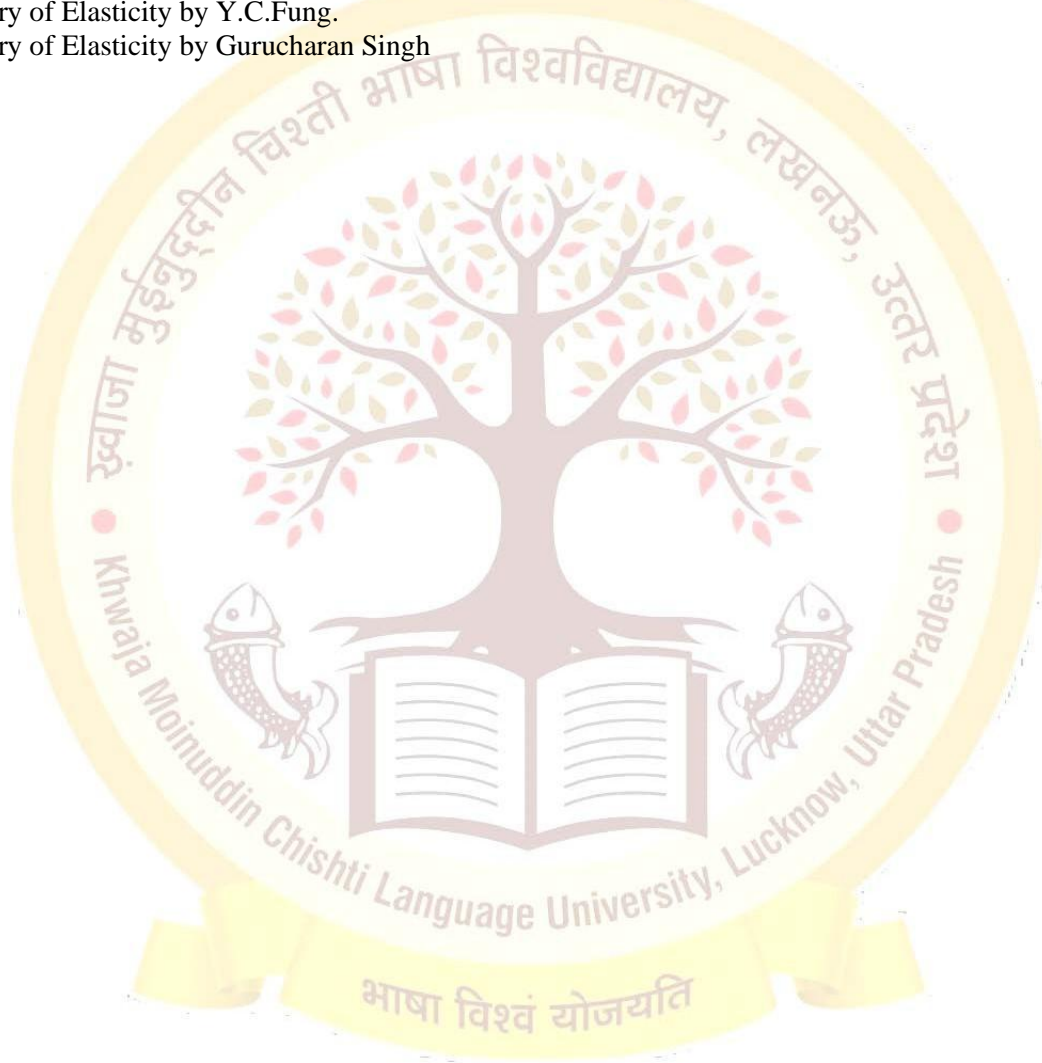 ry of Elasticity by Y.C.Fung.
ry of Elasticity by Gurucharan Singh
ख़्वाजा मुईनुद्दीन चिश्ती भाषा विश्वविद्यालय, लखनऊ, उत्तर प्रदेश
Khwaja Moinuddin Chishti Language University, Lucknow, Uttar Pradesh
भाषा विश्वं योजयति